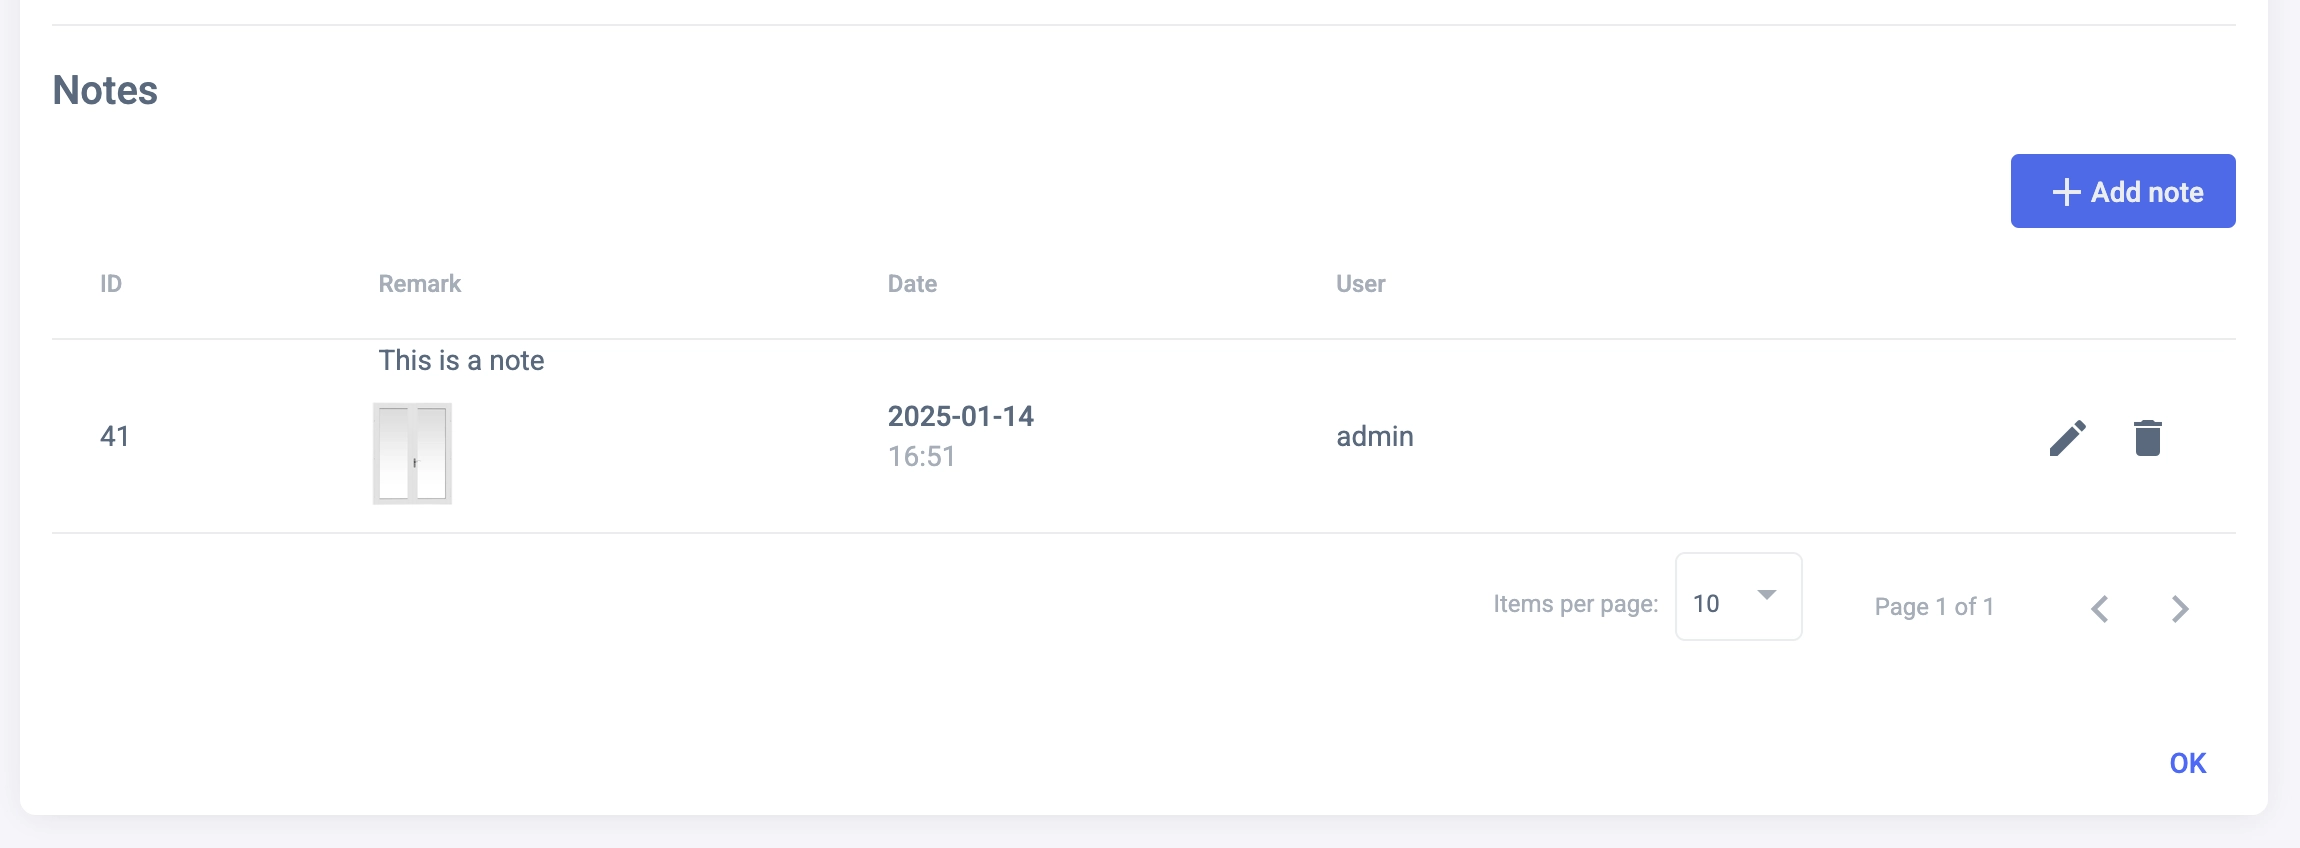 Notes
Add note
ID Remark Date User
This is a note
41 2025-01-14 admin
16:51
Items per page: 10 Page 1 of 1
OK